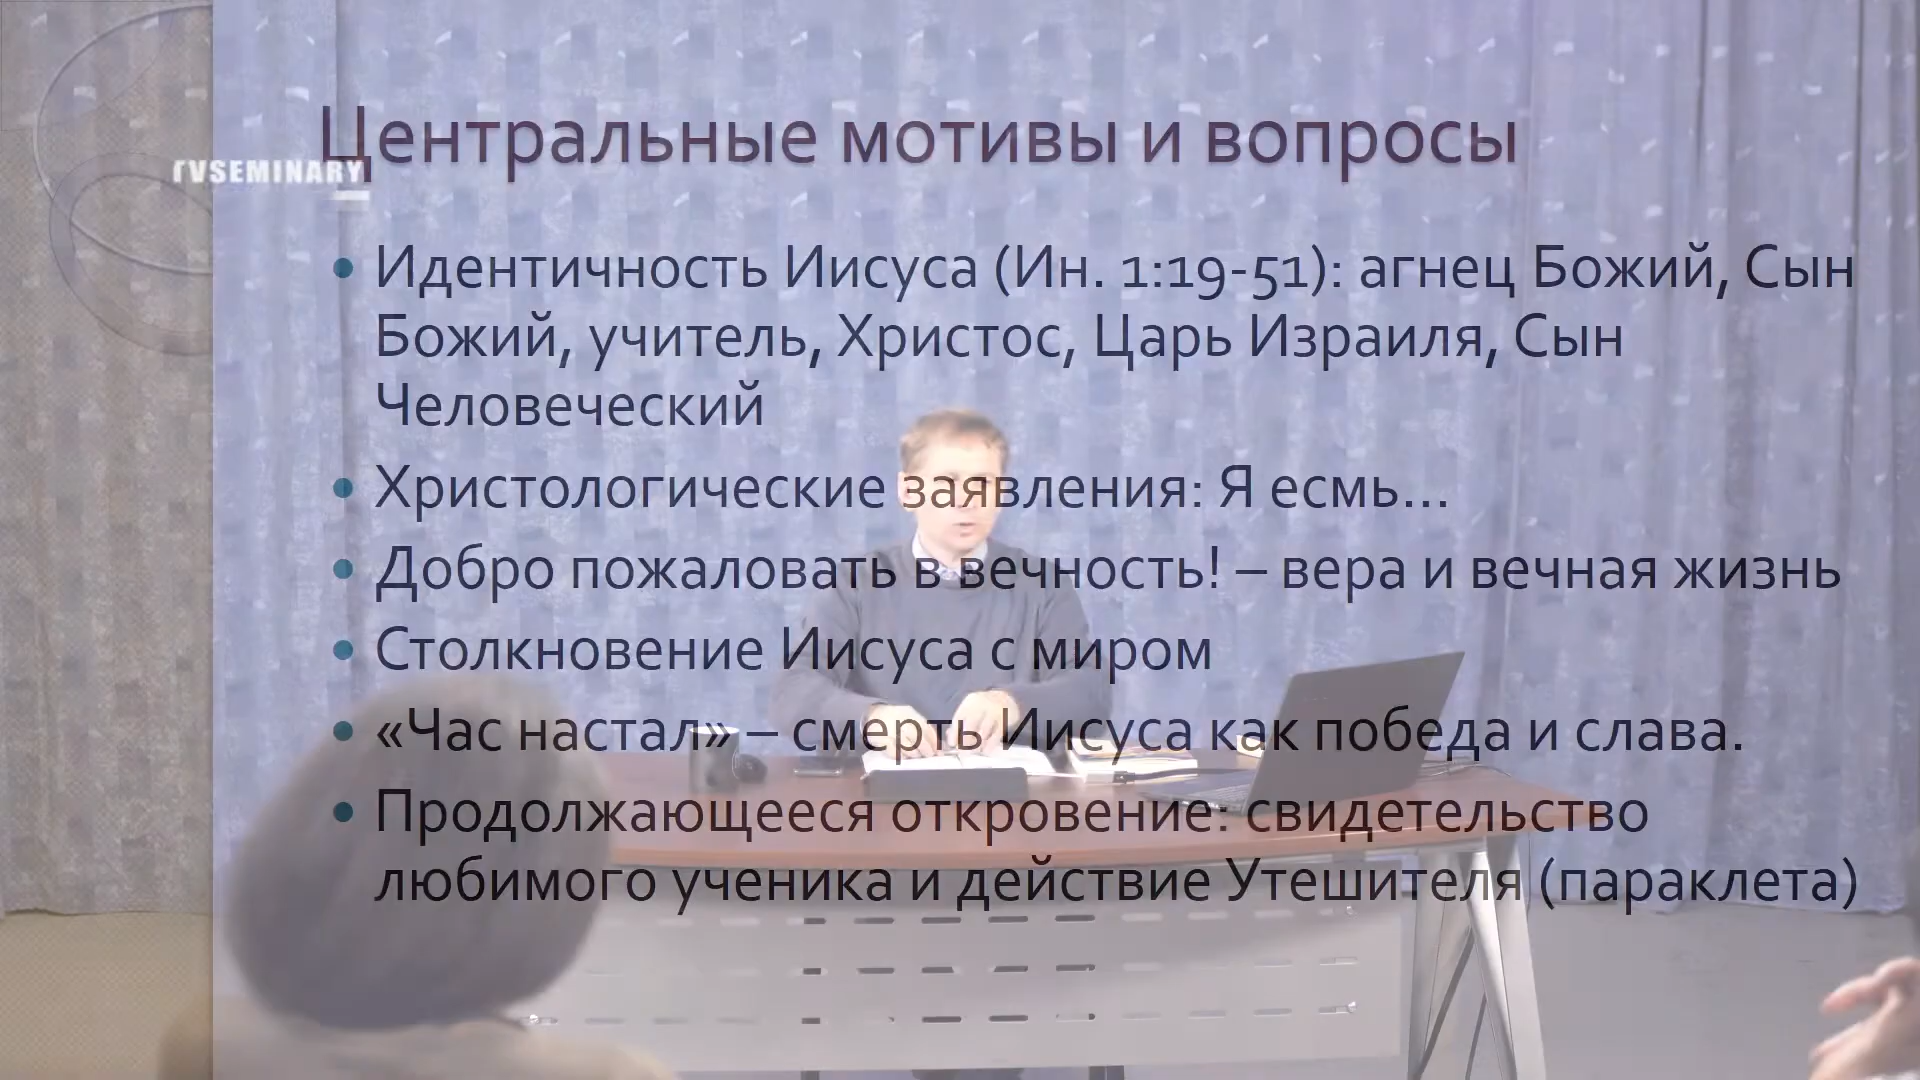 Центральные мотивы и вопросы
TVSEMINARY
• Идентичность Иисуса (Ин. 1:19-51): агнец Божий, Сын
Божий, учитель, Христос, Царь Израиля, Сын
Человеческий
• Христологические заявления: Я есмь...
• Добро пожаловать в вечность! – вера и вечная жизнь
• Столкновение Иисуса с миром
• «Час настал» – смерть Иисуса как победа и слава.
• Продолжающееся откровение: свидетельство
любимого ученика и действие Утешителя (параклета)